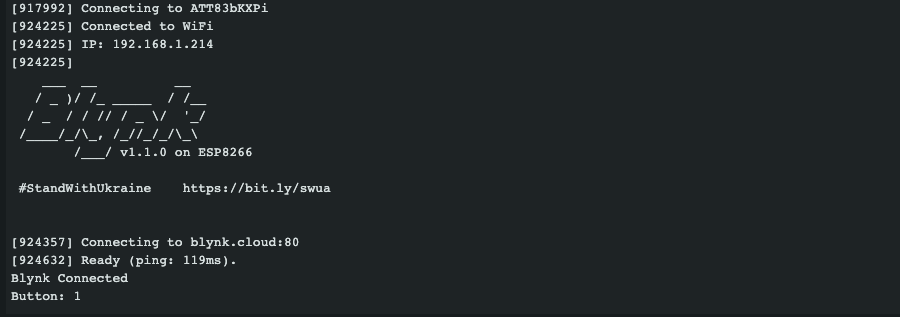 [917992] Connecting to ATT83bKXPi
[924225] Connected to WiFi
[924225] IP: 192.168.1.214
[924225]
    ___  __          __
   / _ )/ /_ _____  / /__
  / _  / / // / _ \/  '_/
 /____/_/\_, /_//_/_/\_\
        /___/ v1.1.0 on ESP8266
 #StandWithUkraine    https://bit.ly/swua
[924357] Connecting to blynk.cloud:80
[924632] Ready (ping: 119ms).
Blynk Connected
Button: 1